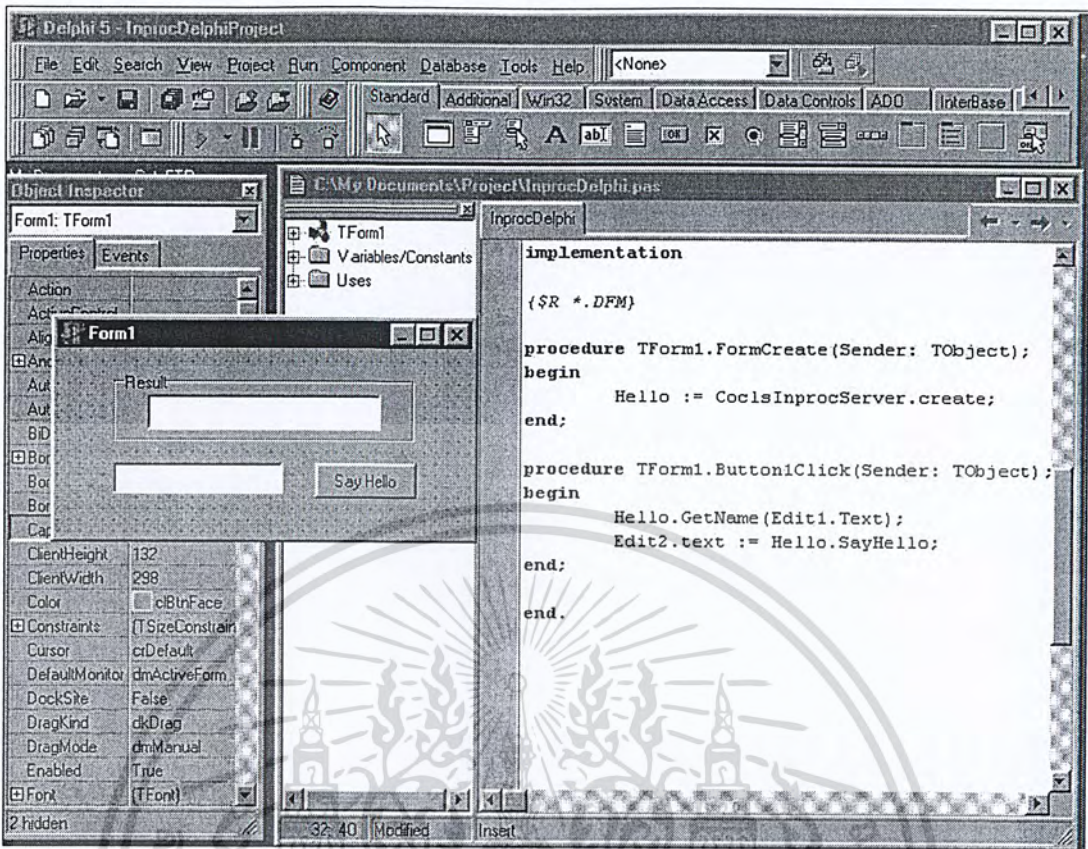 Delphi 5 - InprocDelphiProject
File Edit Search View Project Run Component Database Tools Help <None>
Standard Additional Win32 System Data Access Data Controls ADO InterBase
Object Inspector
Form1: TForm1
Properties Events
Action
ClientHeight 132
ClientWidth 298
Color clBtnFace
Constraints (TSizeConstrain
Cursor crDefault
DefaultMonitor dmActiveForm
DockSite False
DragKind dkDrag
DragMode dmManual
Enabled True
Font (TFont)
2 hidden
Form1
Result
Say Hello
C:\My Documents\Project\InprocDelphi.pas
TForm1
Variables/Constants
Uses
InprocDelphi
implementation
{$R *.DFM}
procedure TForm1.FormCreate(Sender: TObject);
begin
Hello := CoclsInprocServer.create;
end;
procedure TForm1.Button1Click(Sender: TObject);
begin
Hello.GetName(Edit1.Text);
Edit2.text := Hello.SayHello;
end;
end.
32: 40 Modified Insert